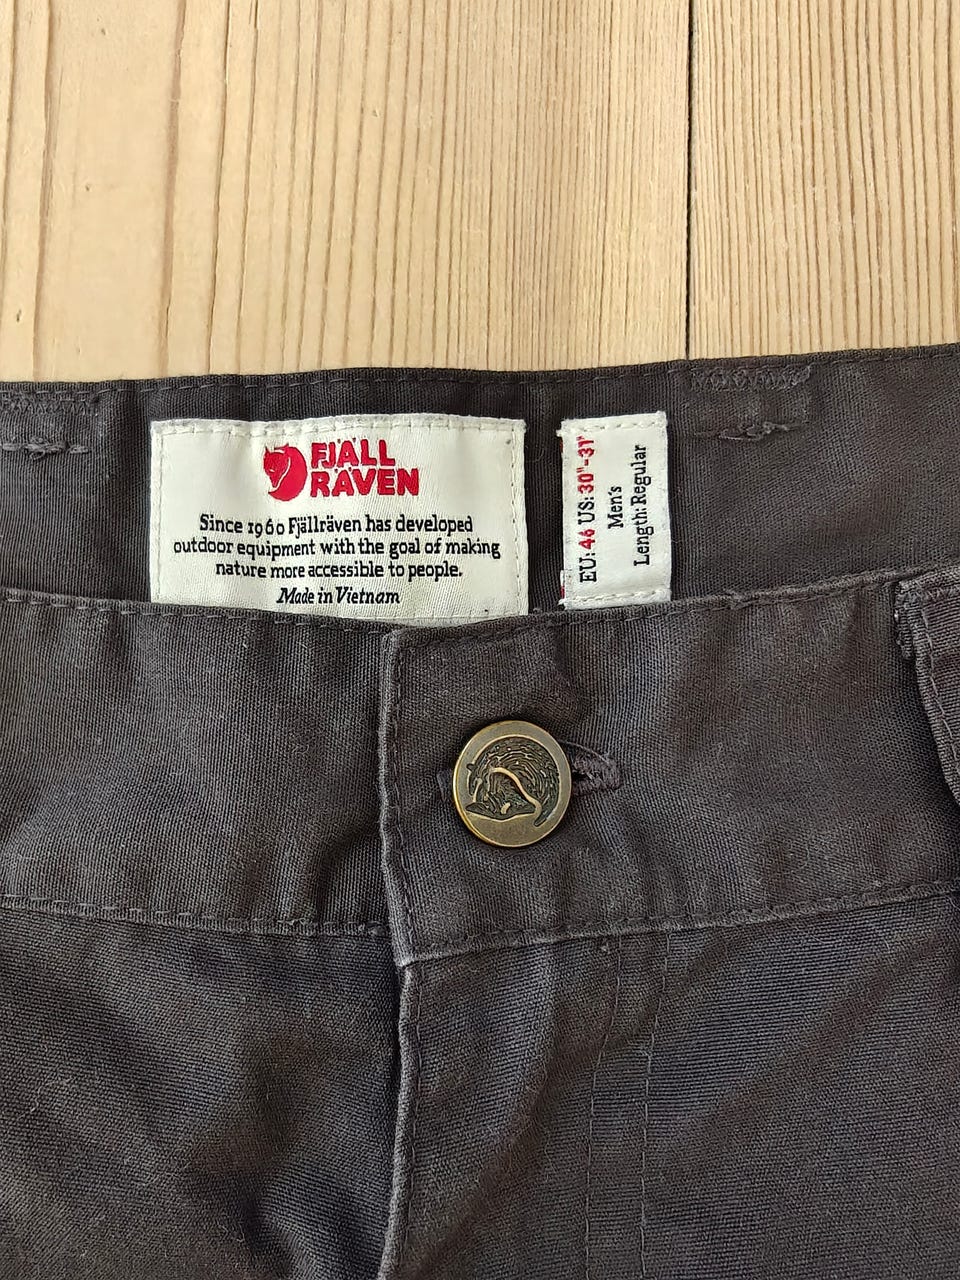 FJÄLL
RÄVEN
Since 1960 Fjällräven has developed
outdoor equipment with the goal of making
nature more accessible to people.
Made in Vietnam
EU: 46 US: 30"-31"
Men's
Length: Regular